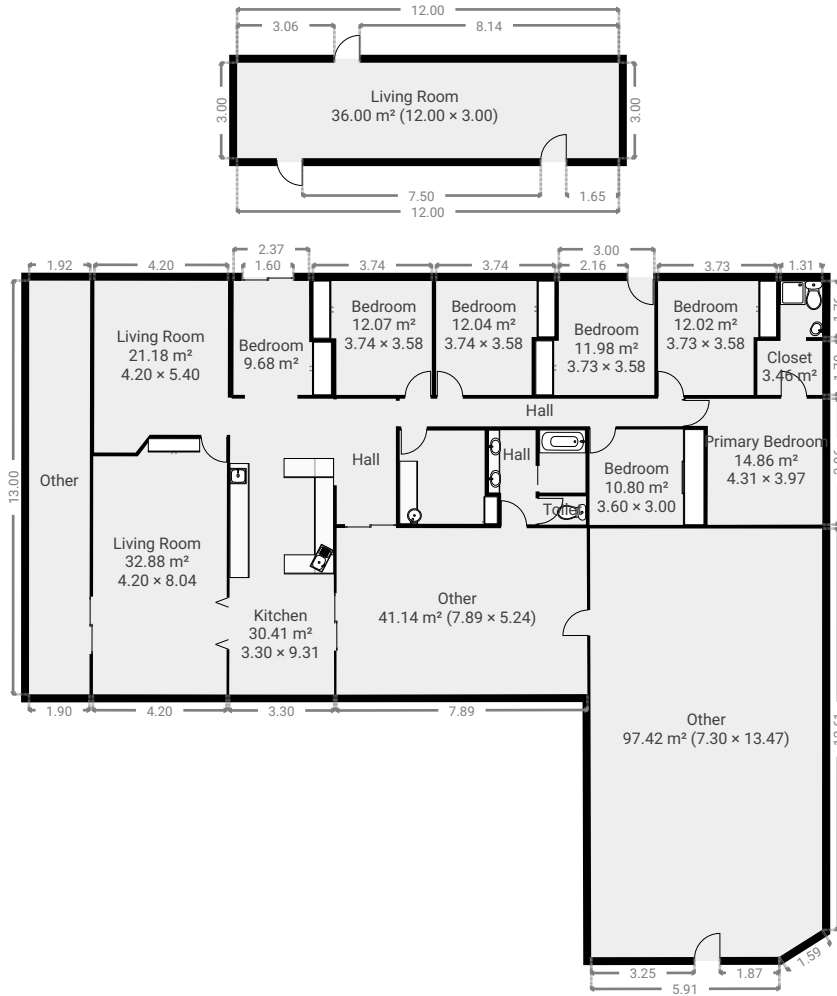 12.00
3.06
8.14
3.00
3.00
Living Room
36.00 m² (12.00 × 3.00)
7.50
1.65
12.00
2.37
3.00
1.92
4.20
1.60
3.74
3.74
2.16
3.73
1.31
Living Room
21.18 m²
4.20 × 5.40
Bedroom
9.68 m²
Bedroom
12.07 m²
3.74 × 3.58
Bedroom
12.04 m²
3.74 × 3.58
Bedroom
11.98 m²
3.73 × 3.58
Bedroom
12.02 m²
3.73 × 3.58
Closet
3.46 m²
Hall
Primary Bedroom
14.86 m²
4.31 × 3.97
Hall
Hall
Bedroom
10.80 m²
3.60 × 3.00
Toilet
Other
13.00
Living Room
32.88 m²
4.20 × 8.04
Kitchen
30.41 m²
3.30 × 9.31
Other
41.14 m² (7.89 × 5.24)
Other
97.42 m² (7.30 × 13.47)
1.90
4.20
3.30
7.89
3.25
1.87
1.59
5.91